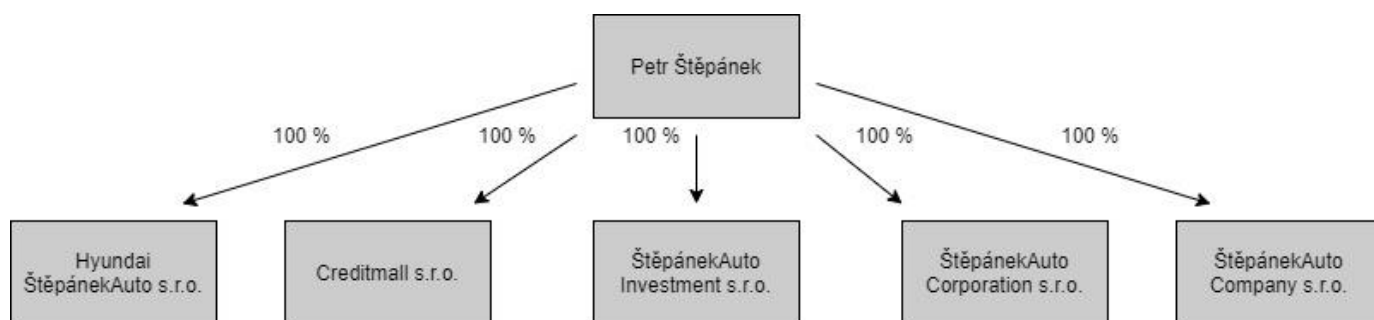 Petr Štěpánek
100 %
100 %
100 %
100 %
100 %
Hyundai
ŠtěpánekAuto s.r.o.
Creditmall s.r.o.
ŠtěpánekAuto
Investment s.r.o.
ŠtěpánekAuto
Corporation s.r.o.
ŠtěpánekAuto
Company s.r.o.